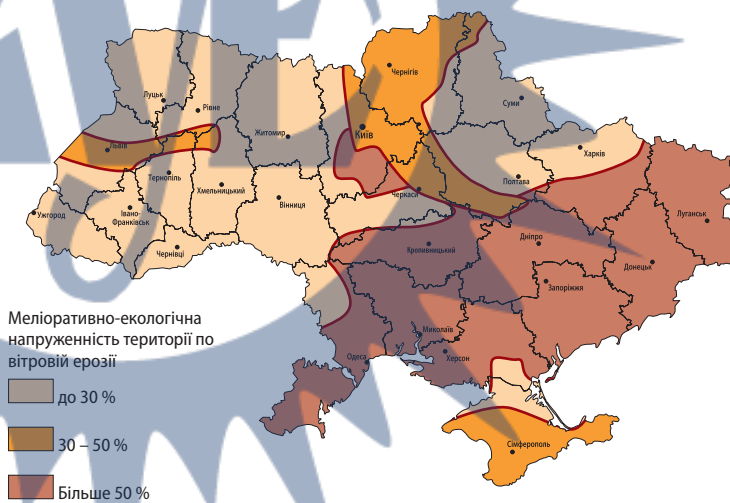 Чернігів
Луцьк
Рівне
Суми
Житомир
Київ
Львів
Харків
Тернопіль
Хмельницький
Полтава
Черкаси
Вінниця
Ужгород
Івано-
Франківськ
Луганськ
Чернівці
Кропивницький
Дніпро
Донецьк
Запоріжжя
Миколаїв
Одеса
Херсон
Сімферополь
Меліоративно-екологічна
напруженність території по
вітровій ерозії
до 30 %
30 – 50 %
Більше 50 %